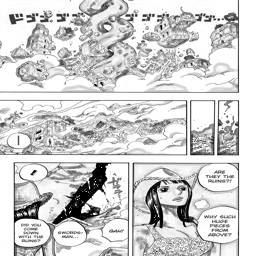 ARE
THEY THE
RUINS?!
WHY SUCH
HUGE
PIECES
FROM
ABOVE?
DID YOU
COME
DOWN
WITH THE
RUINS?
SWORDS-
MAN...
GAH!!